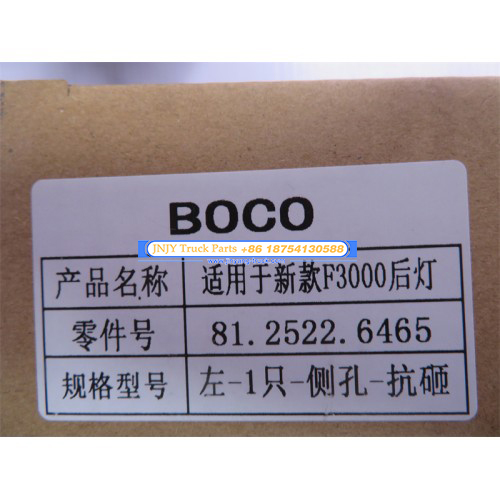 BOCO
JNJY Truck Parts +86 18754130588
产品名称 适用于新款F3000后灯
零件号 81.2522.6465
规格型号 左-1只-侧孔-抗砸